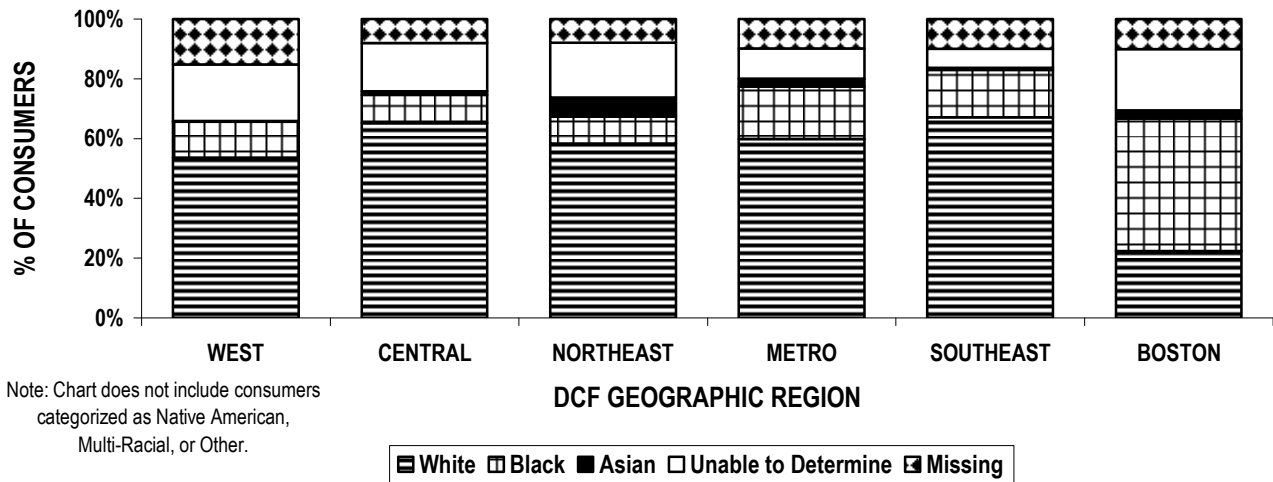 100%
80%
60%
40%
20%
0%
% OF CONSUMERS
WEST CENTRAL NORTHEAST METRO SOUTHEAST BOSTON
DCF GEOGRAPHIC REGION
Note: Chart does not include consumers
categorized as Native American,
Multi-Racial, or Other.
White Black Asian Unable to Determine Missing